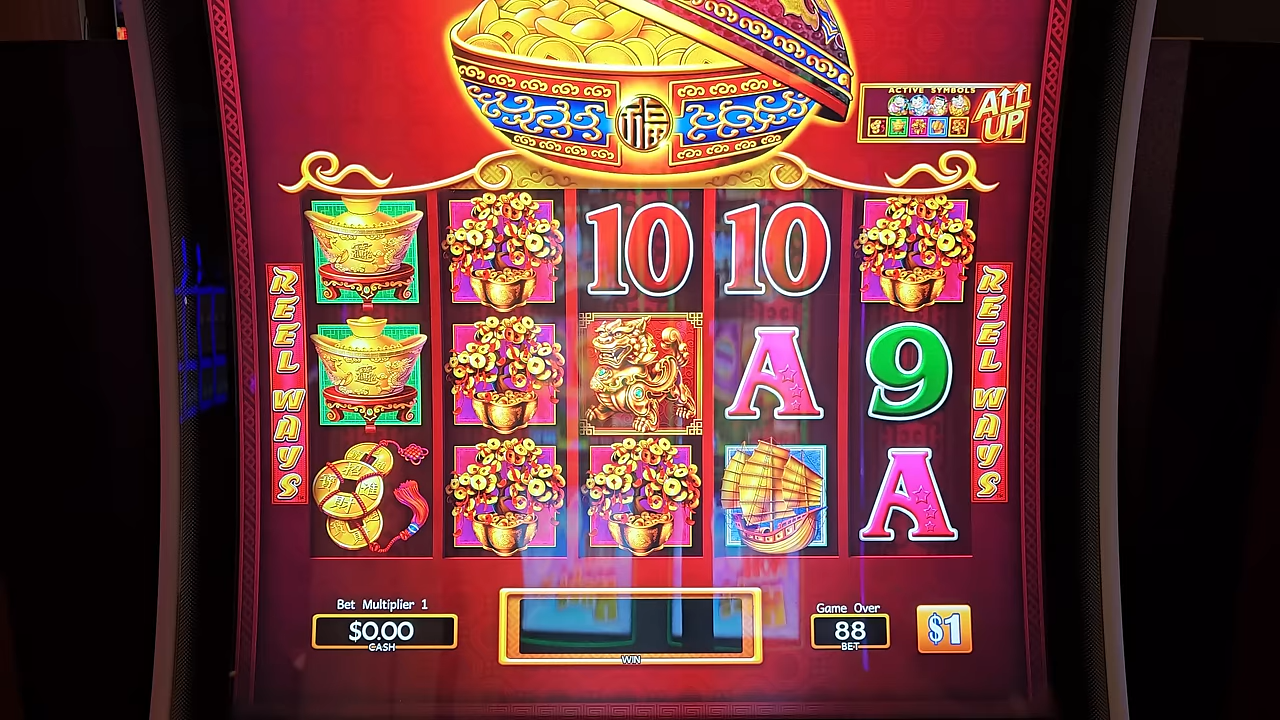 福
ACTIVE SYMBOLS
ALL
UP
10
10
REEL WAYS
A
9
REEL WAYS
A
Bet Multiplier 1
$0.00
CASH
WIN
Game Over
88
BET
$1